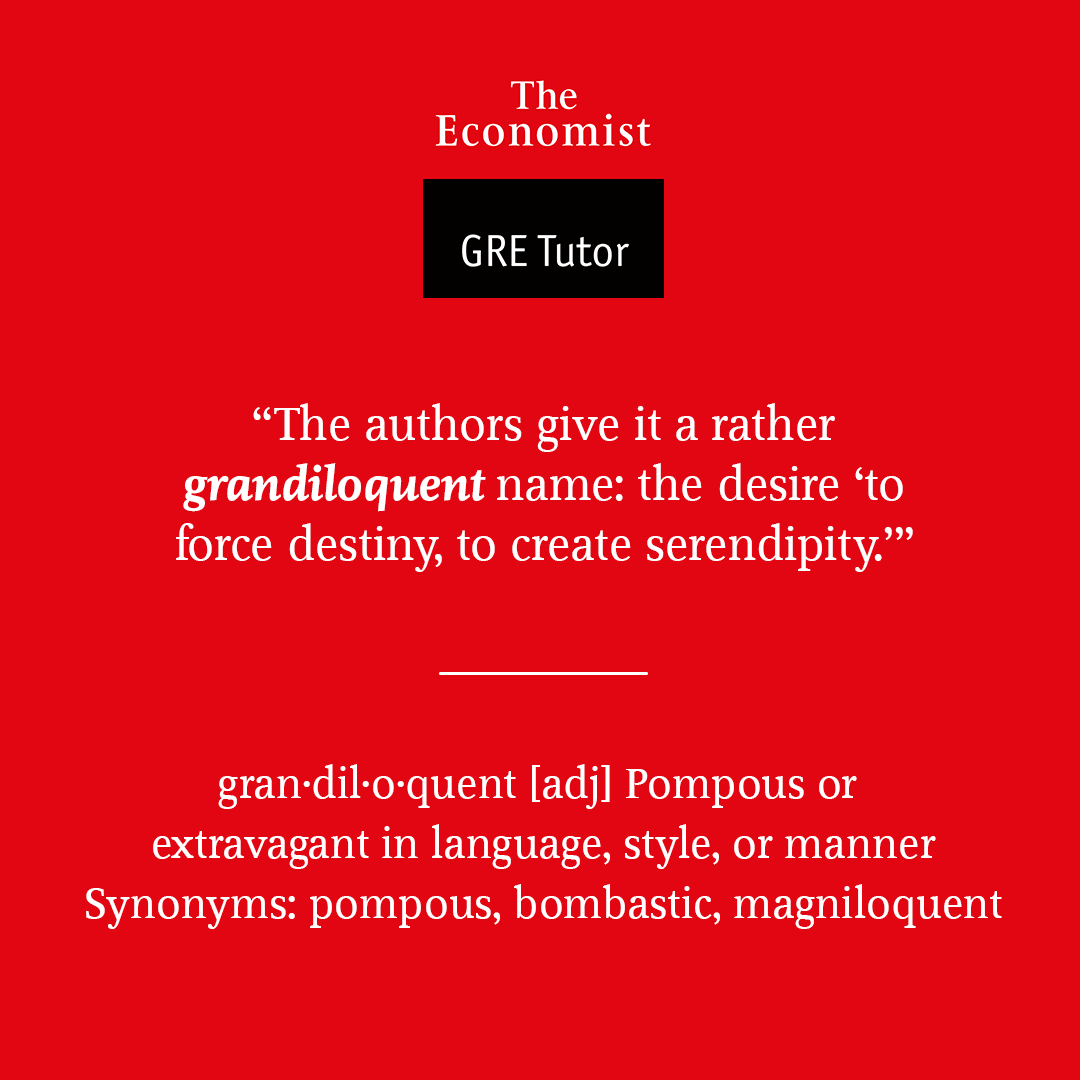 The
Economist
GRE Tutor
“The authors give it a rather
grandiloquent name: the desire ‘to
force destiny, to create serendipity.’”
gran·dil·o·quent [adj] Pompous or
extravagant in language, style, or manner
Synonyms: pompous, bombastic, magniloquent